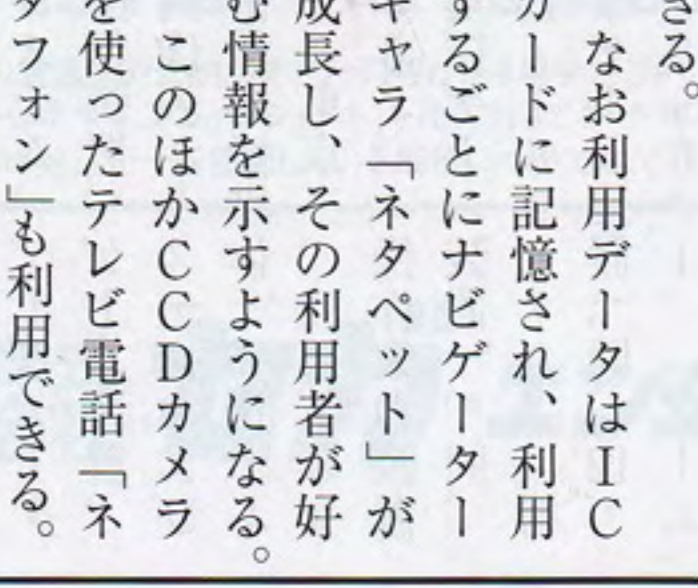 きる。
なお利用データはIC
カードに記憶され、利用
するごとにナビゲーター
キャラ「ネタペット」が
成長し、その利用者が好
む情報を示すようになる。
このほかCCDカメラ
を使ったテレビ電話「ネ
タフォン」も利用できる。